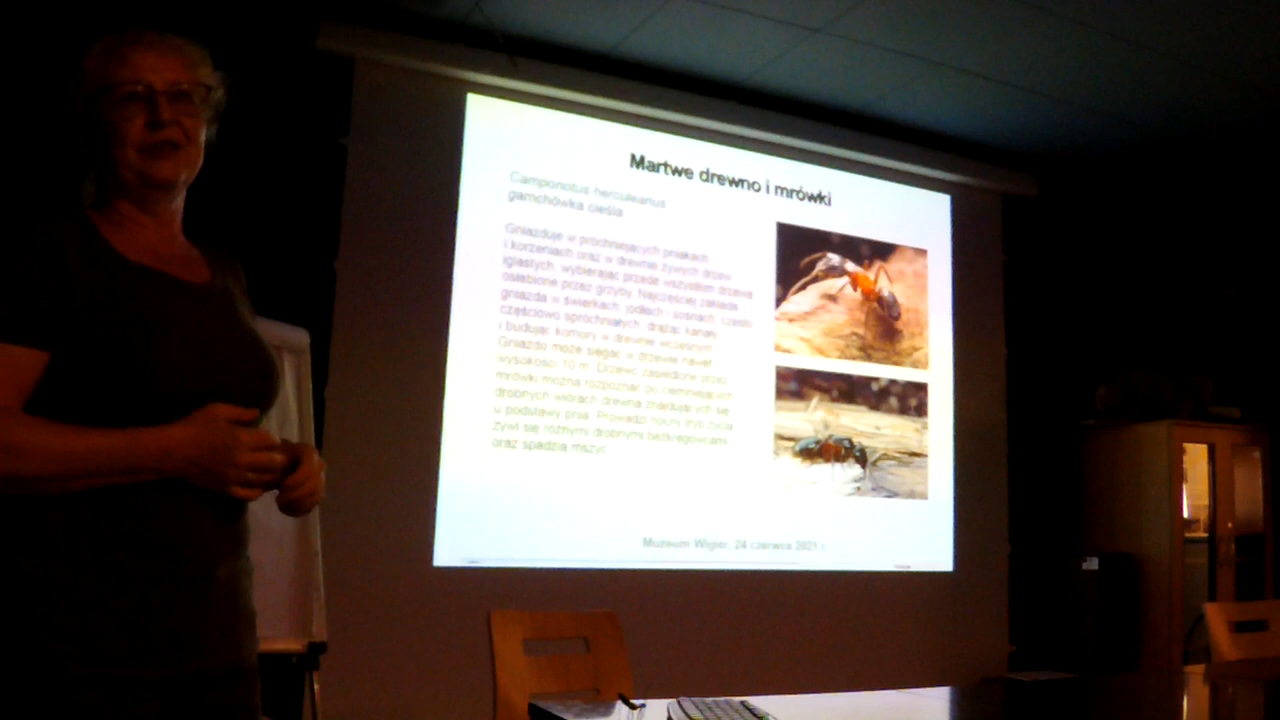 Martwe drewno i mrówki
Camponotus herculeanus
gamchówka cieśla
Gniazduje w próchniejących pniakach
i korzeniach oraz w drewnie żywych drzew
iglastych, wybierając przede wszystkim drzewa
osłabione przez grzyby. Najczęściej zakłada
gniazda w świerkach, jodłach i sosnach, często
częściowo spróchniałych, drążąc kanały
i budując komory w drewnie wczesnym.
Gniazdo może sięgać w drzewie nawet
wysokości 10 m. Drzewo zasiedlone przez
mrówki można rozpoznać po ciemniejących
drobnych wiórach drewna znajdujących się
u podstawy pnia. Prowadzi nocny tryb życia
żywi się różnymi drobnymi bezkręgowcami
oraz spadzią mszyc.
Muzeum Wigier, 24 czerwca 2021 r.